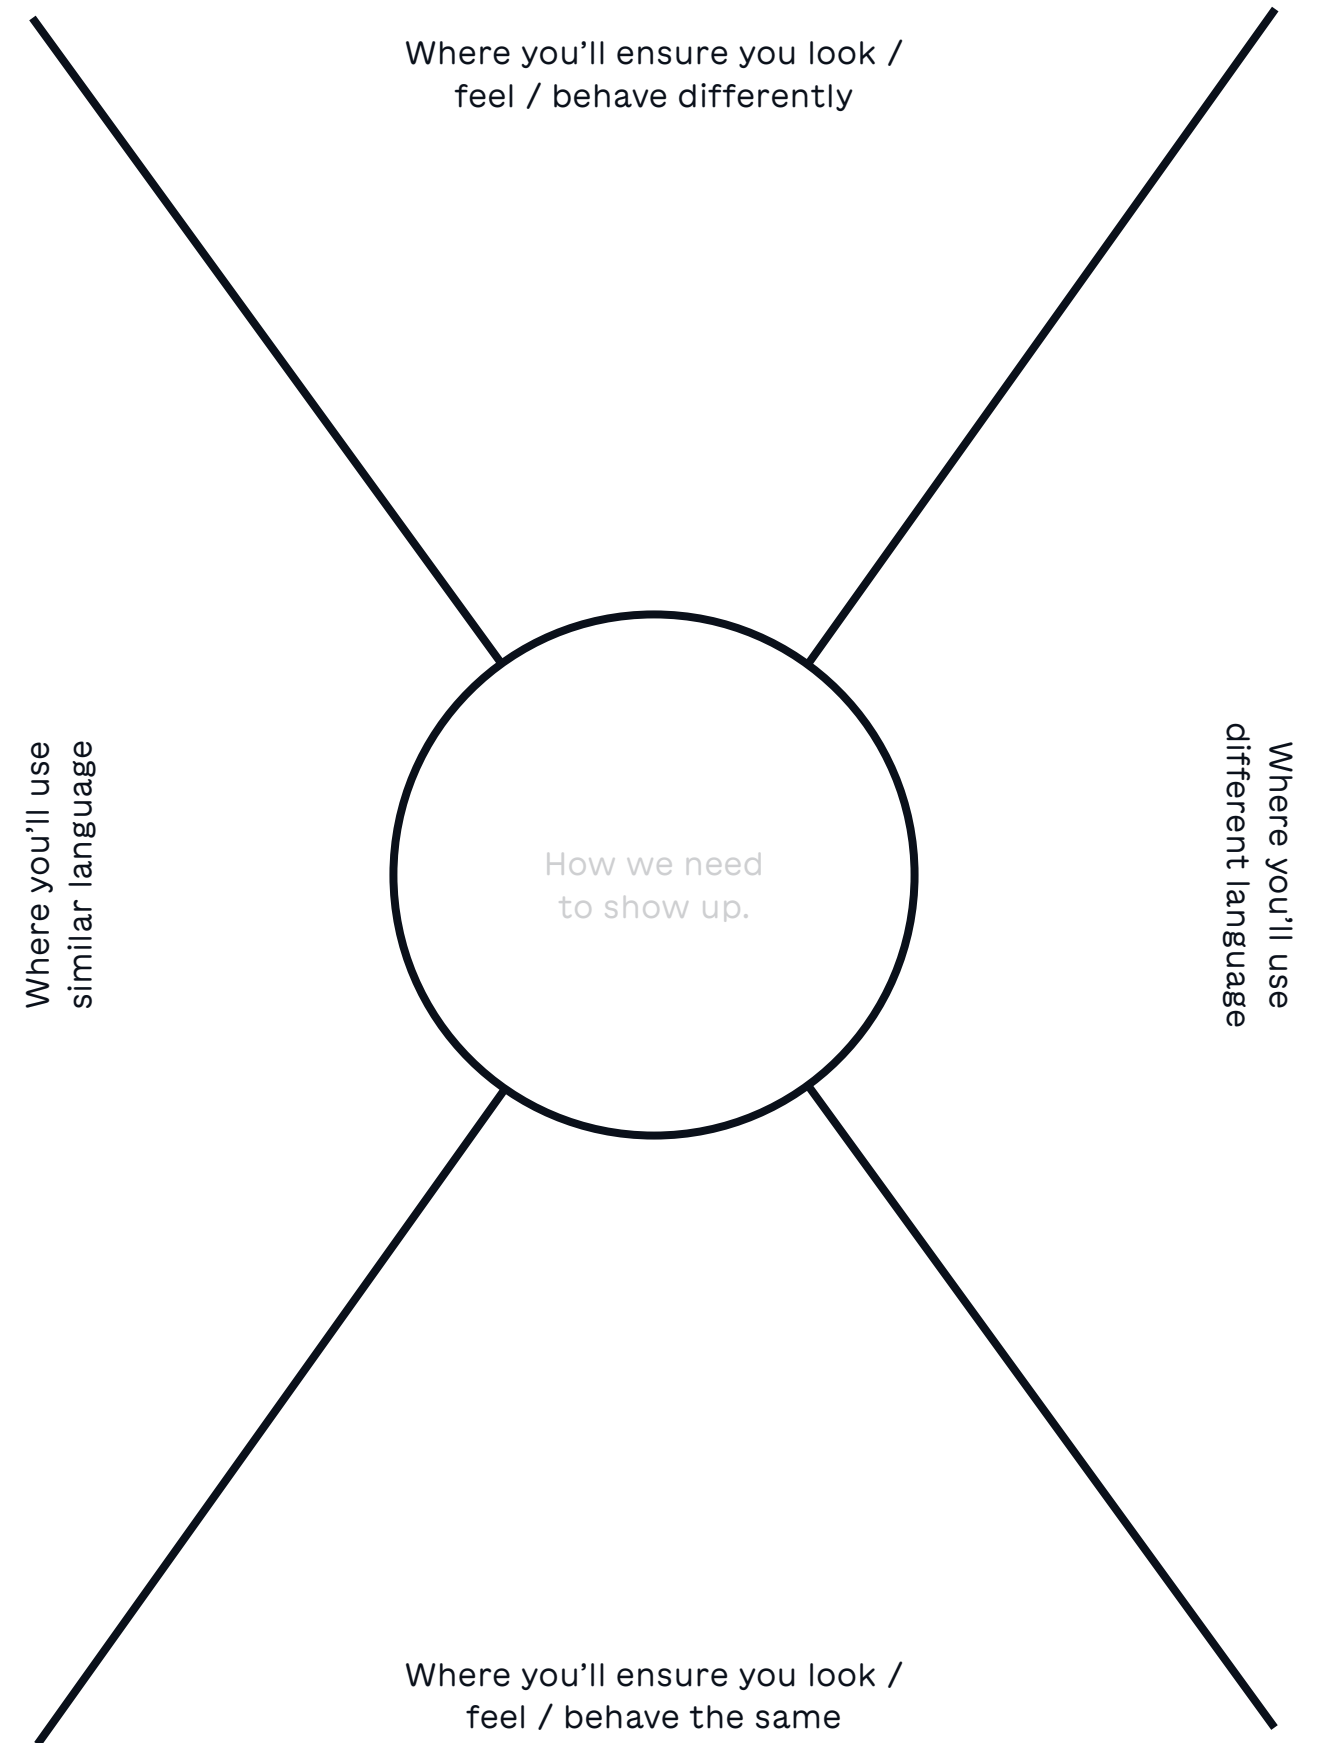 Where you’ll ensure you look /
feel / behave differently
Where you’ll use
similar language
How we need
to show up.
Where you’ll use
different language
Where you’ll ensure you look /
feel / behave the same